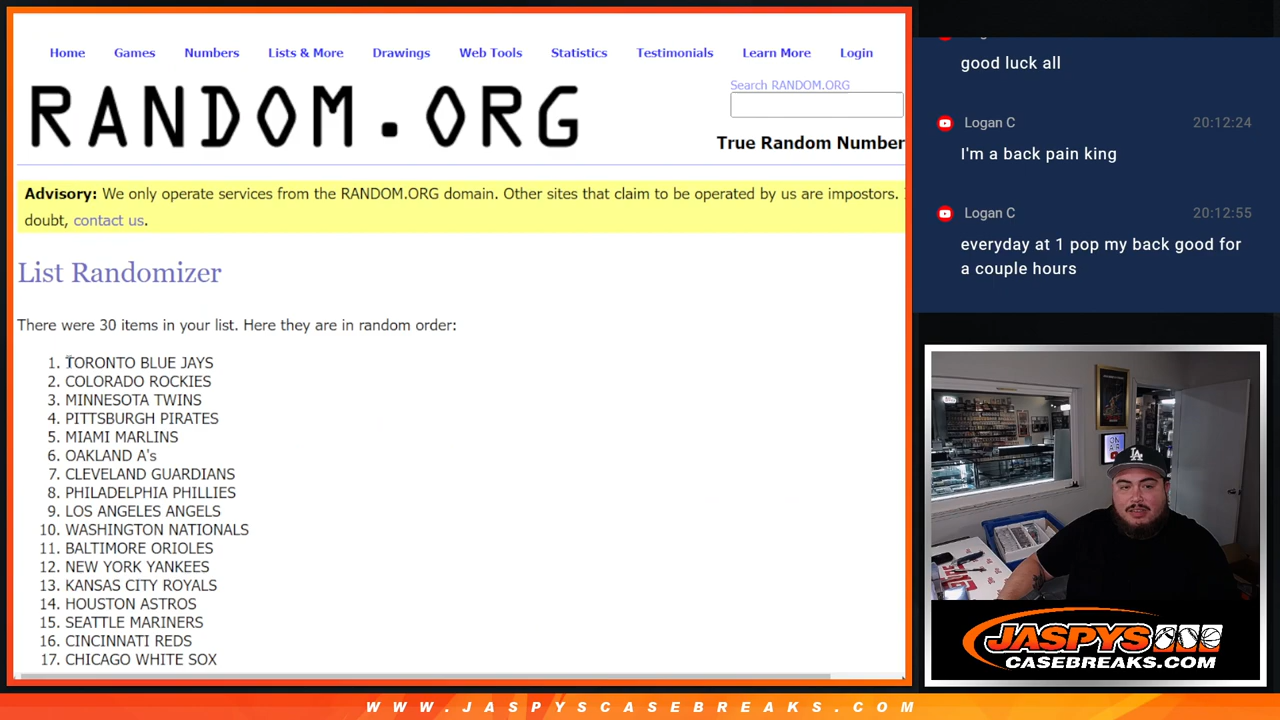 Home Games Numbers Lists & More Drawings Web Tools Statistics Testimonials Learn More Login
RANDOM.ORG
Search RANDOM.ORG
True Random Number
Advisory: We only operate services from the RANDOM.ORG domain. Other sites that claim to be operated by us are impostors.
doubt, contact us.
List Randomizer
There were 30 items in your list. Here they are in random order:
1. TORONTO BLUE JAYS
2. COLORADO ROCKIES
3. MINNESOTA TWINS
4. PITTSBURGH PIRATES
5. MIAMI MARLINS
6. OAKLAND A's
7. CLEVELAND GUARDIANS
8. PHILADELPHIA PHILLIES
9. LOS ANGELES ANGELS
10. WASHINGTON NATIONALS
11. BALTIMORE ORIOLES
12. NEW YORK YANKEES
13. KANSAS CITY ROYALS
14. HOUSTON ASTROS
15. SEATTLE MARINERS
16. CINCINNATI REDS
17. CHICAGO WHITE SOX
good luck all
Logan C 20:12:24
I'm a back pain king
Logan C 20:12:55
everyday at 1 pop my back good for
a couple hours
LA
JASPYS
CASEBREAKS.COM
WWW.JASPYSCASEBREAKS.COM